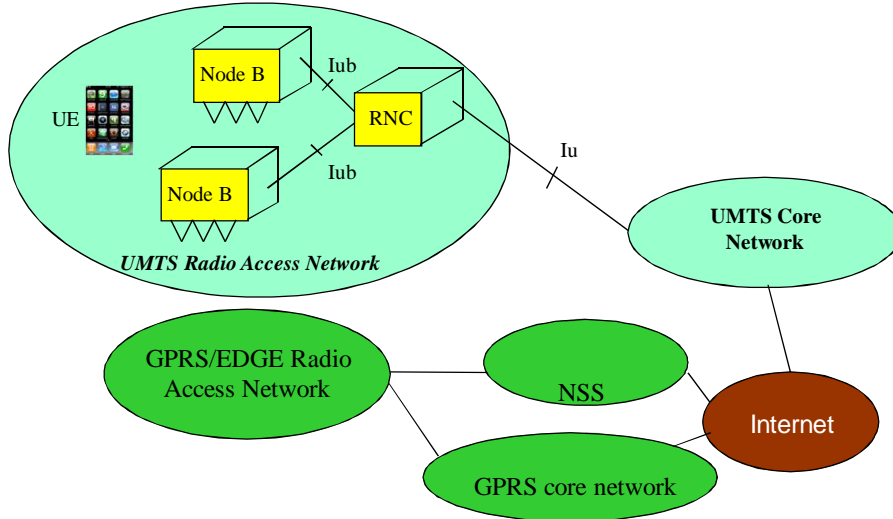 Node B
Iub
UE
RNC
Iub
Node B
Iu
UMTS Radio Access Network
UMTS Core
Network
GPRS/EDGE Radio
Access Network
NSS
Internet
GPRS core network